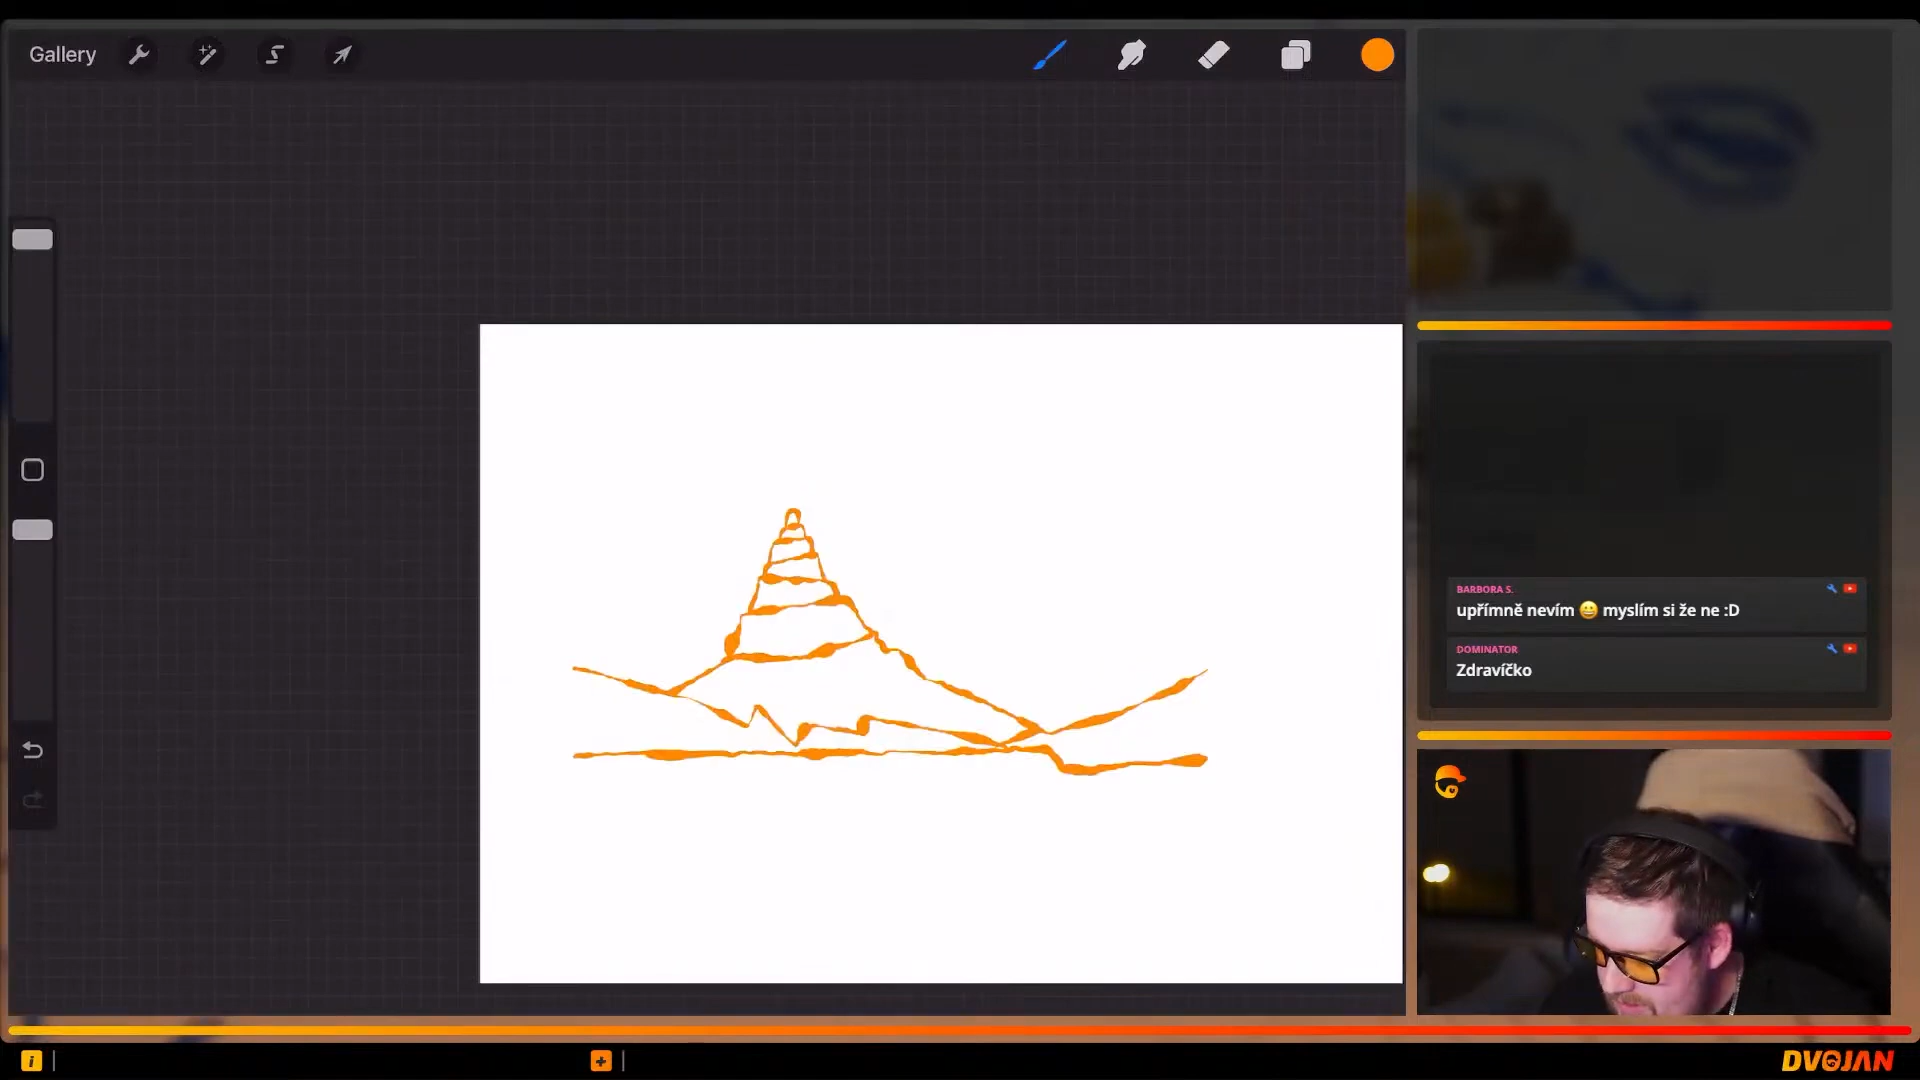 Gallery
BARBORA S.
upřímně nevím 😀 myslím si že ne :D
DOMINATOR
Zdravíčko
DVOJAN